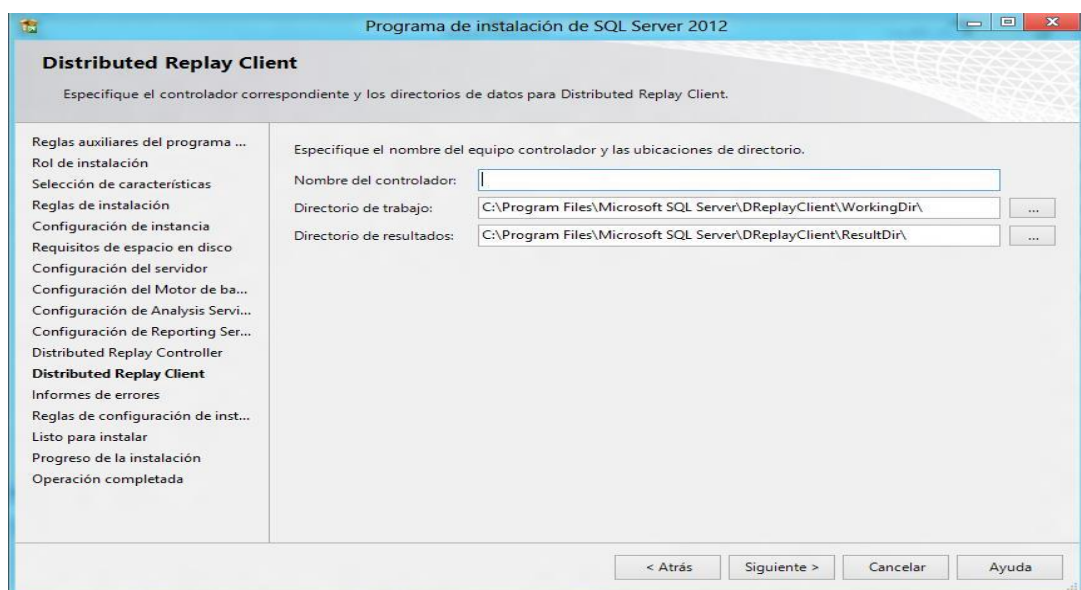 Programa de instalación de SQL Server 2012
Distributed Replay Client
Especifique el controlador correspondiente y los directorios de datos para Distributed Replay Client.
Reglas auxiliares del programa ...
Rol de instalación
Selección de características
Reglas de instalación
Configuración de instancia
Requisitos de espacio en disco
Configuración del servidor
Configuración del Motor de ba...
Configuración de Analysis Servi...
Configuración de Reporting Ser...
Distributed Replay Controller
Distributed Replay Client
Informes de errores
Reglas de configuración de inst...
Listo para instalar
Progreso de la instalación
Operación completada
Especifique el nombre del equipo controlador y las ubicaciones de directorio.
Nombre del controlador:
Directorio de trabajo: C:\Program Files\Microsoft SQL Server\DReplayClient\WorkingDir\ ...
Directorio de resultados: C:\Program Files\Microsoft SQL Server\DReplayClient\ResultDir\ ...
< Atrás Siguiente > Cancelar Ayuda